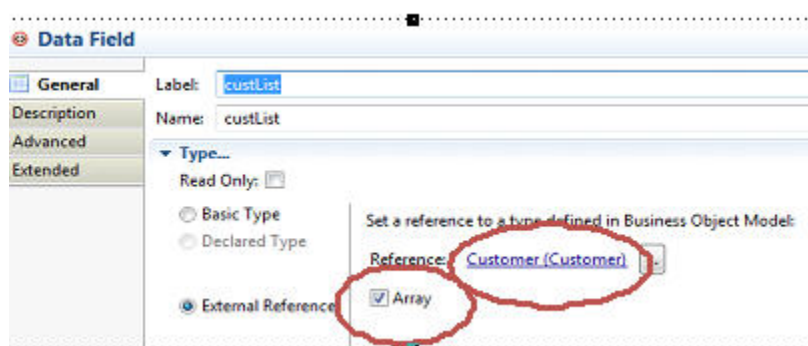 Data Field
General
Label: custList
Description
Name: custList
Advanced
Type...
Extended
Read Only:
Basic Type
Set a reference to a type defined in Business Object Model:
Declared Type
Reference: Customer (Customer) ...
External Reference
Array